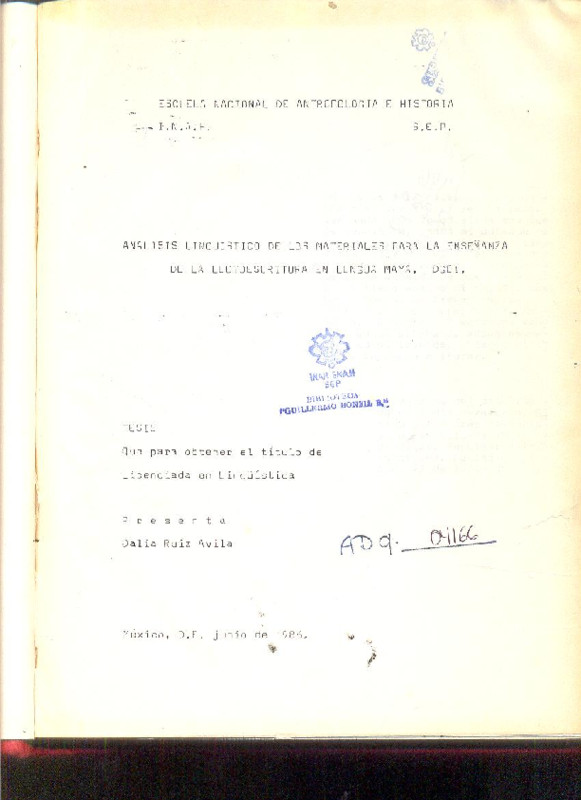 ESCUELA NACIONAL DE ANTROPOLOGIA E HISTORIA
I.N.A.H. S.E.P.
ANALISIS LINGUISTICO DE LOS MATERIALES PARA LA ENSEÑANZA
DE LA LECTOESCRITURA EN LENGUA MAYA. DGEI.
INAH ENAH
SEP
BIBLIOTECA
"GUILLERMO BONFIL B."
TESIS
Que para obtener el título de
Licenciada en Lingüística
P r e s e n t a
Dalia Ruiz Avila
ADQ. 04166
México, D.F. junio de 1986.